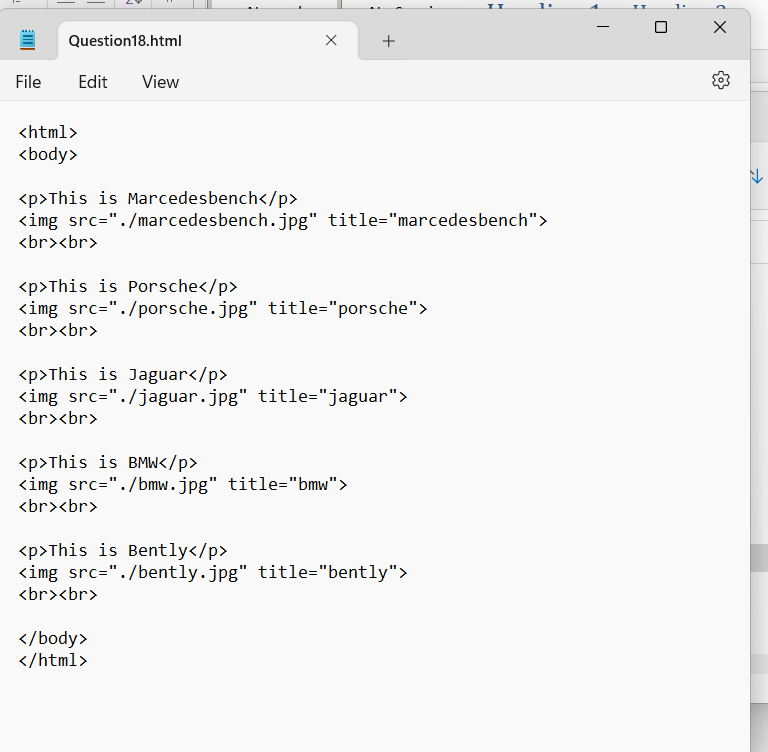 Question18.html
File Edit View
<html>
<body>
<p>This is Marcedesbench</p>
<img src="./marcedesbench.jpg" title="marcedesbench">
<br><br>
<p>This is Porsche</p>
<img src="./porsche.jpg" title="porsche">
<br><br>
<p>This is Jaguar</p>
<img src="./jaguar.jpg" title="jaguar">
<br><br>
<p>This is BMW</p>
<img src="./bmw.jpg" title="bmw">
<br><br>
<p>This is Bently</p>
<img src="./bently.jpg" title="bently">
<br><br>
</body>
</html>